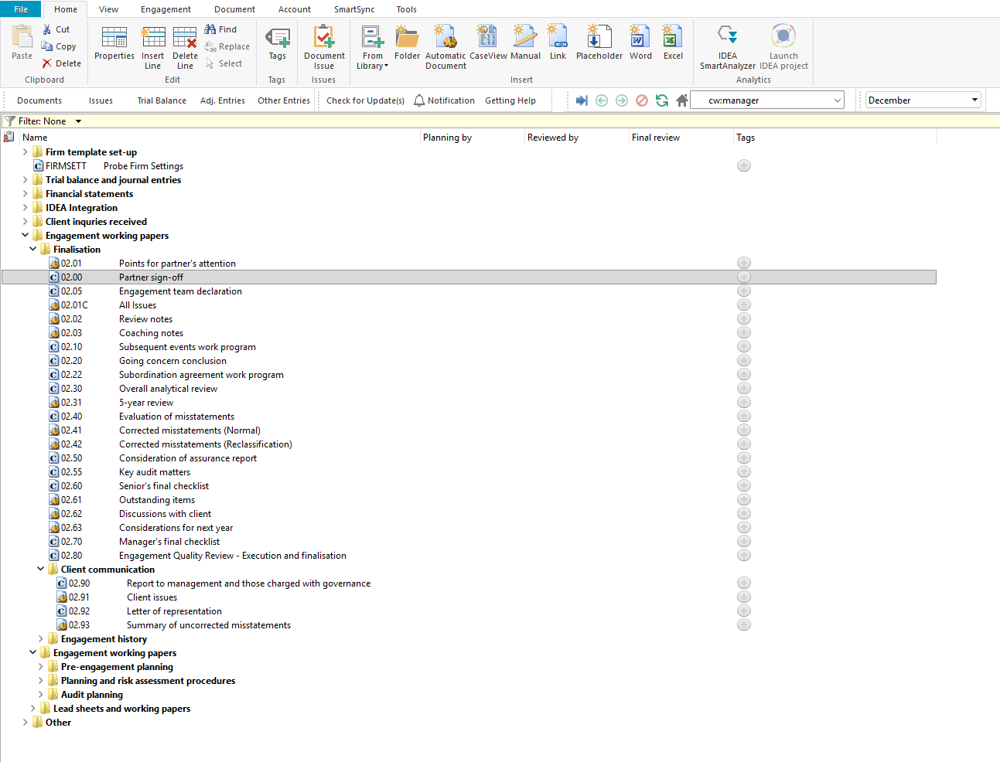 File Home View Engagement Document Account SmartSync Tools
Paste Cut Copy Delete
Clipboard
Properties Insert Line Delete Line Find Replace Select
Edit
Tags
Tags
Document Issue
Issues
From Library Folder Automatic Document CaseView Manual Link Placeholder Word Excel
Insert
IDEA SmartAnalyzer Launch IDEA project
Analytics
Documents Issues Trial Balance Adj. Entries Other Entries Check for Update(s) Notification Getting Help cw:manager December
Filter: None
Name Planning by Reviewed by Final review Tags
Firm template set-up
FIRMSETT Probe Firm Settings
Trial balance and journal entries
Financial statements
IDEA Integration
Client inquries received
Engagement working papers
Finalisation
02.01 Points for partner's attention
02.00 Partner sign-off
02.05 Engagement team declaration
02.01C All Issues
02.02 Review notes
02.03 Coaching notes
02.10 Subsequent events work program
02.20 Going concern conclusion
02.22 Subordination agreement work program
02.30 Overall analytical review
02.31 5-year review
02.40 Evaluation of misstatements
02.41 Corrected misstatements (Normal)
02.42 Corrected misstatements (Reclassification)
02.50 Consideration of assurance report
02.55 Key audit matters
02.60 Senior's final checklist
02.61 Outstanding items
02.62 Discussions with client
02.63 Considerations for next year
02.70 Manager's final checklist
02.80 Engagement Quality Review - Execution and finalisation
Client communication
02.90 Report to management and those charged with governance
02.91 Client issues
02.92 Letter of representation
02.93 Summary of uncorrected misstatements
Engagement history
Engagement working papers
Pre-engagement planning
Planning and risk assessment procedures
Audit planning
Lead sheets and working papers
Other